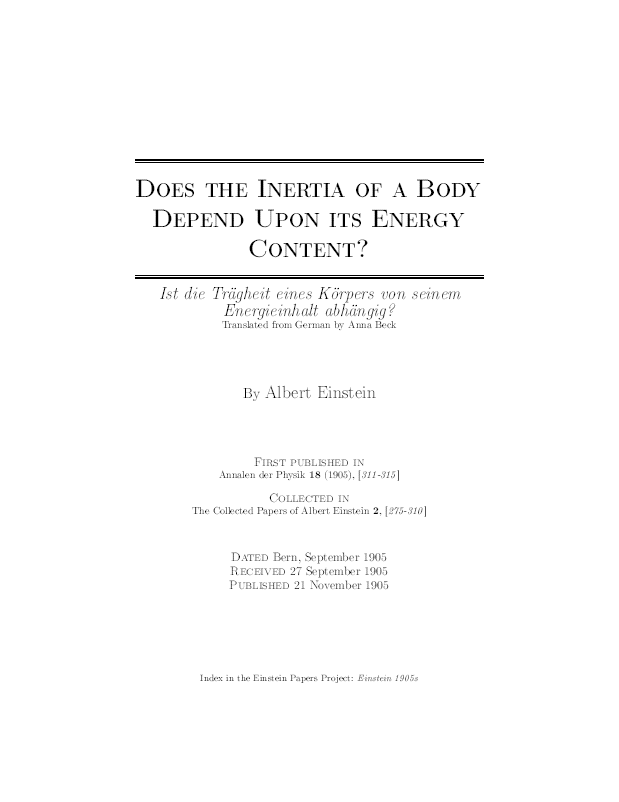 Does the Inertia of a Body
Depend Upon its Energy
Content?
Ist die Trägheit eines Körpers von seinem
Energieinhalt abhängig?
Translated from German by Anna Beck
By Albert Einstein
First published in
Annalen der Physik 18 (1905), [311-315]
Collected in
The Collected Papers of Albert Einstein 2, [275-310]
Dated Bern, September 1905
Received 27 September 1905
Published 21 November 1905
Index in the Einstein Papers Project: Einstein 1905s